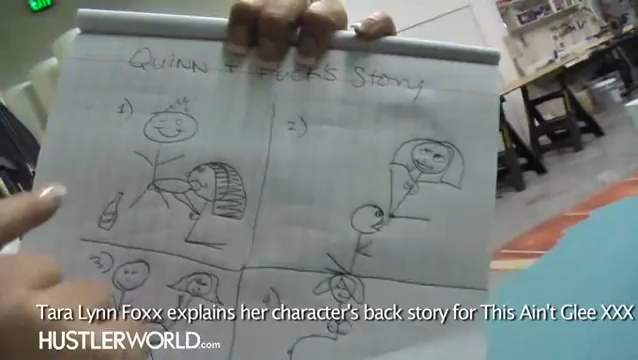 QUINN + FUCK'S STORY
1)
2)
3)
4)
Tara Lynn Foxx explains her character's back story for This Ain't Glee XXX
HUSTLERWORLD.com